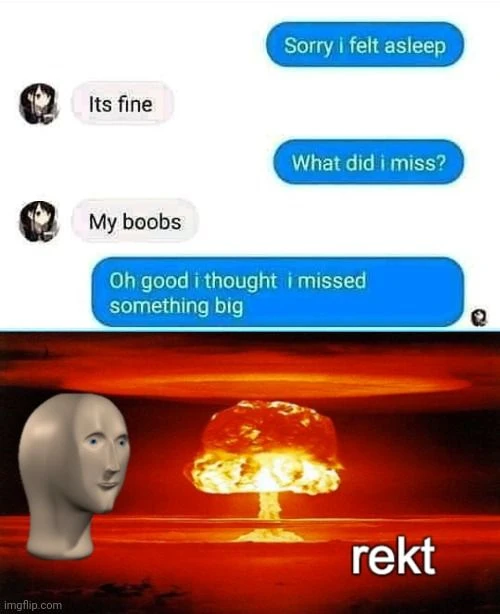 Sorry i felt asleep
Its fine
What did i miss?
My boobs
Oh good i thought i missed
something big
rekt
imgflip.com